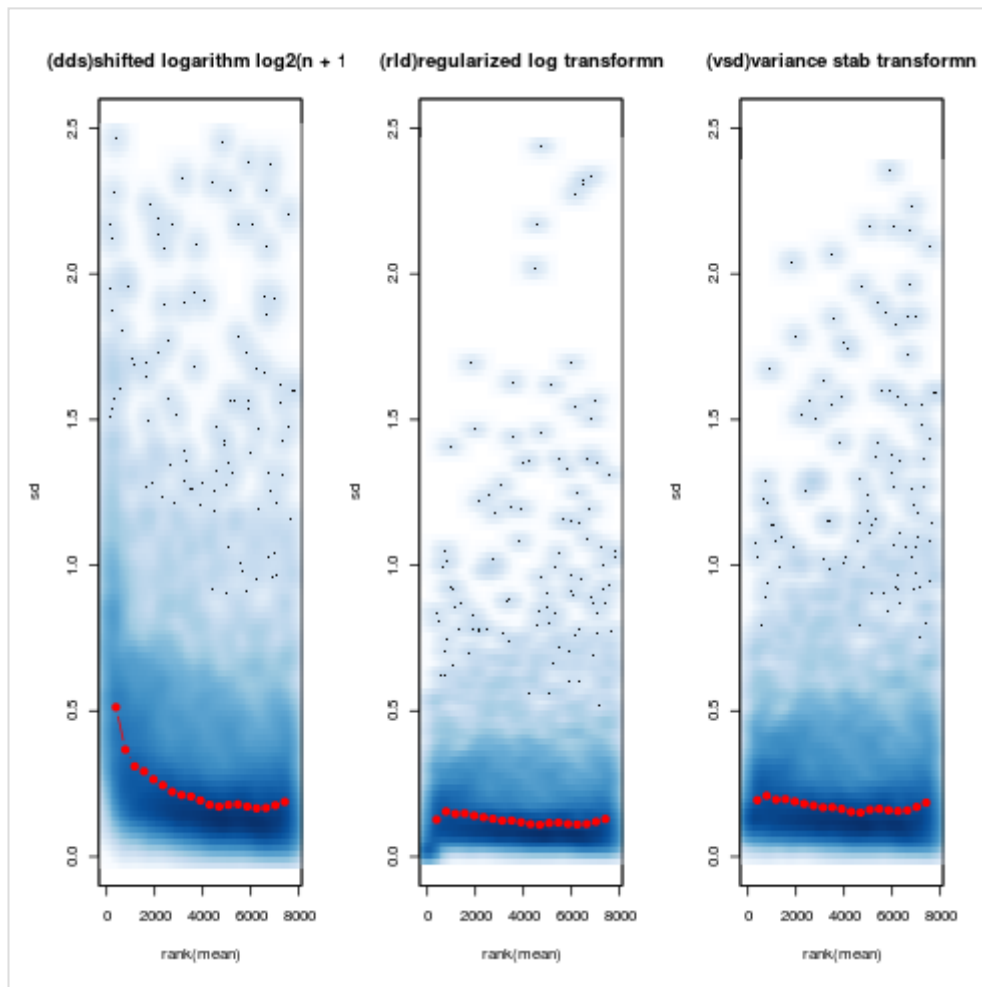 (dds)shifted logarithm log2(n + 1
(rld)regularized log transformn
(vsd)variance stab transformn
sd
2.5
2.0
1.5
1.0
0.5
0.0
0 2000 4000 6000 8000
rank(mean)
sd
2.5
2.0
1.5
1.0
0.5
0.0
0 2000 4000 6000 8000
rank(mean)
sd
2.5
2.0
1.5
1.0
0.5
0.0
0 2000 4000 6000 8000
rank(mean)